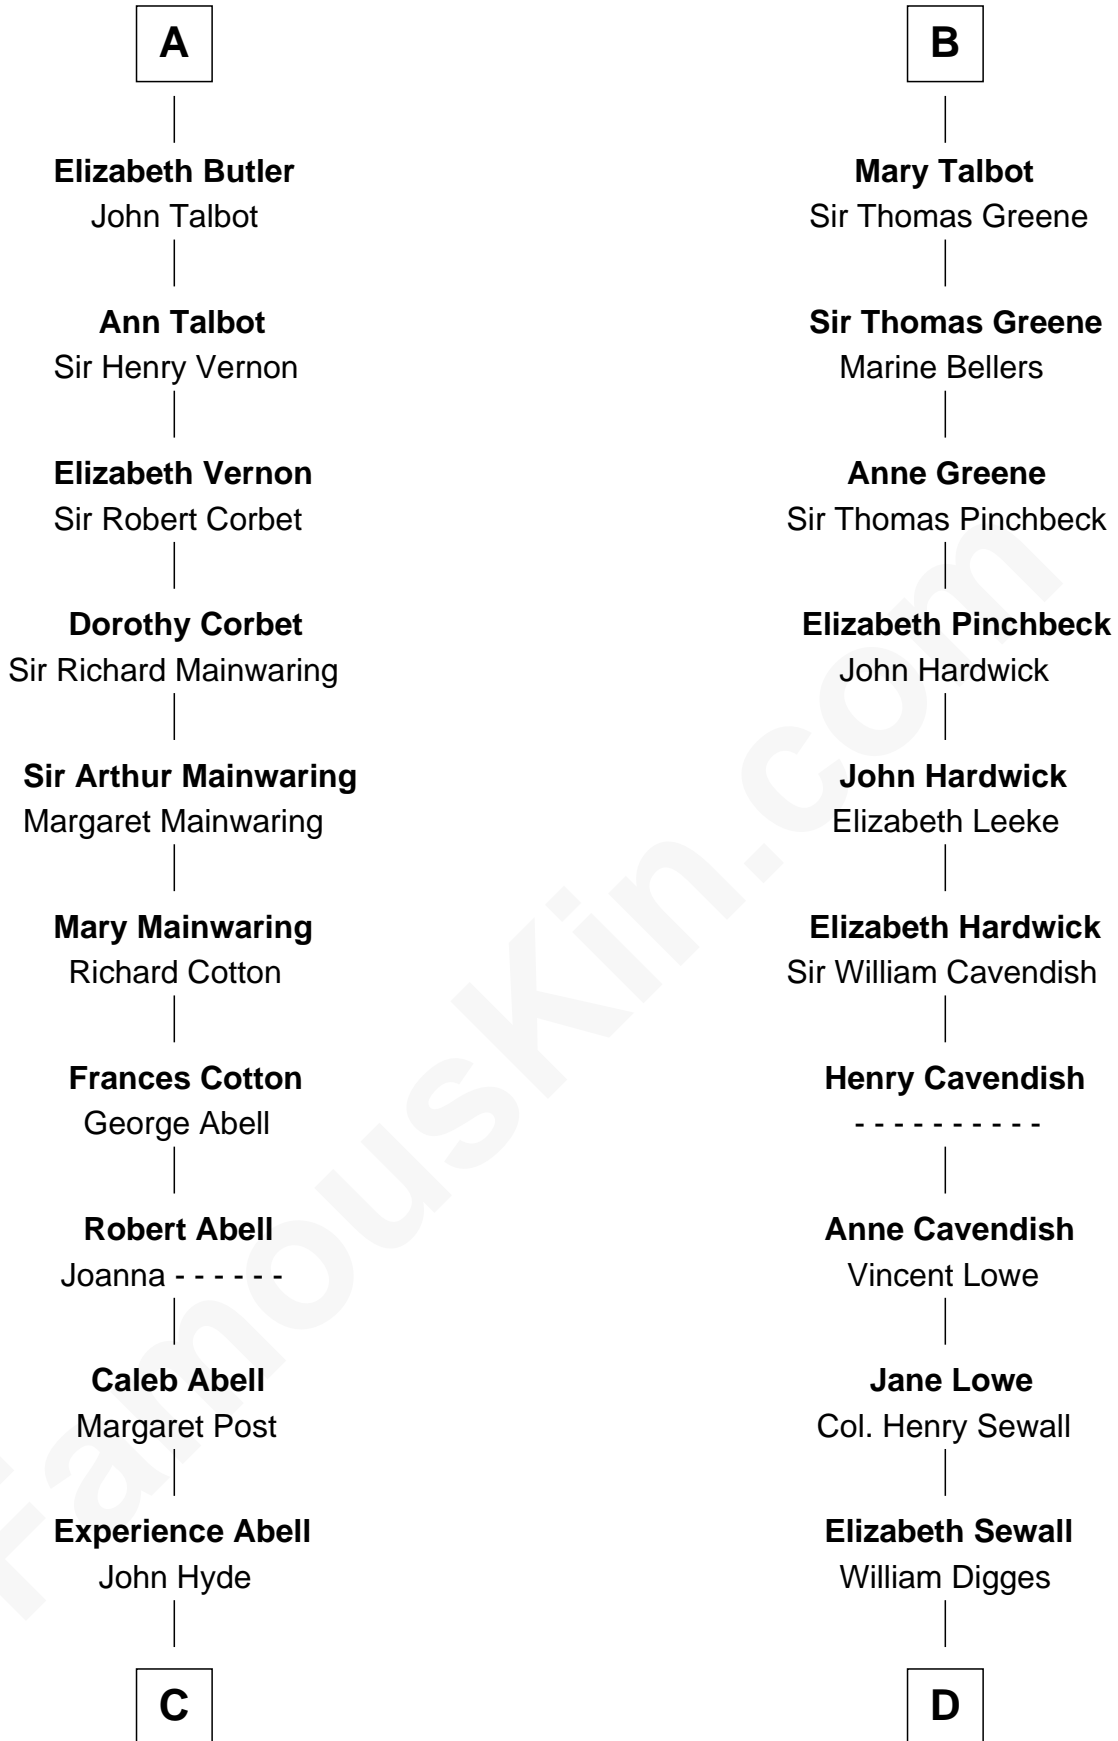 A
Elizabeth Butler
John Talbot
Ann Talbot
Sir Henry Vernon
Elizabeth Vernon
Sir Robert Corbet
Dorothy Corbet
Sir Richard Mainwaring
Sir Arthur Mainwaring
Margaret Mainwaring
Mary Mainwaring
Richard Cotton
Frances Cotton
George Abell
Robert Abell
Joanna - - - - - -
Caleb Abell
Margaret Post
Experience Abell
John Hyde
C
B
Mary Talbot
Sir Thomas Greene
Sir Thomas Greene
Marine Bellers
Anne Greene
Sir Thomas Pinchbeck
Elizabeth Pinchbeck
John Hardwick
John Hardwick
Elizabeth Leeke
Elizabeth Hardwick
Sir William Cavendish
Henry Cavendish
- - - - - - - - - -
Anne Cavendish
Vincent Lowe
Jane Lowe
Col. Henry Sewall
Elizabeth Sewall
William Digges
D
FamousKin.com